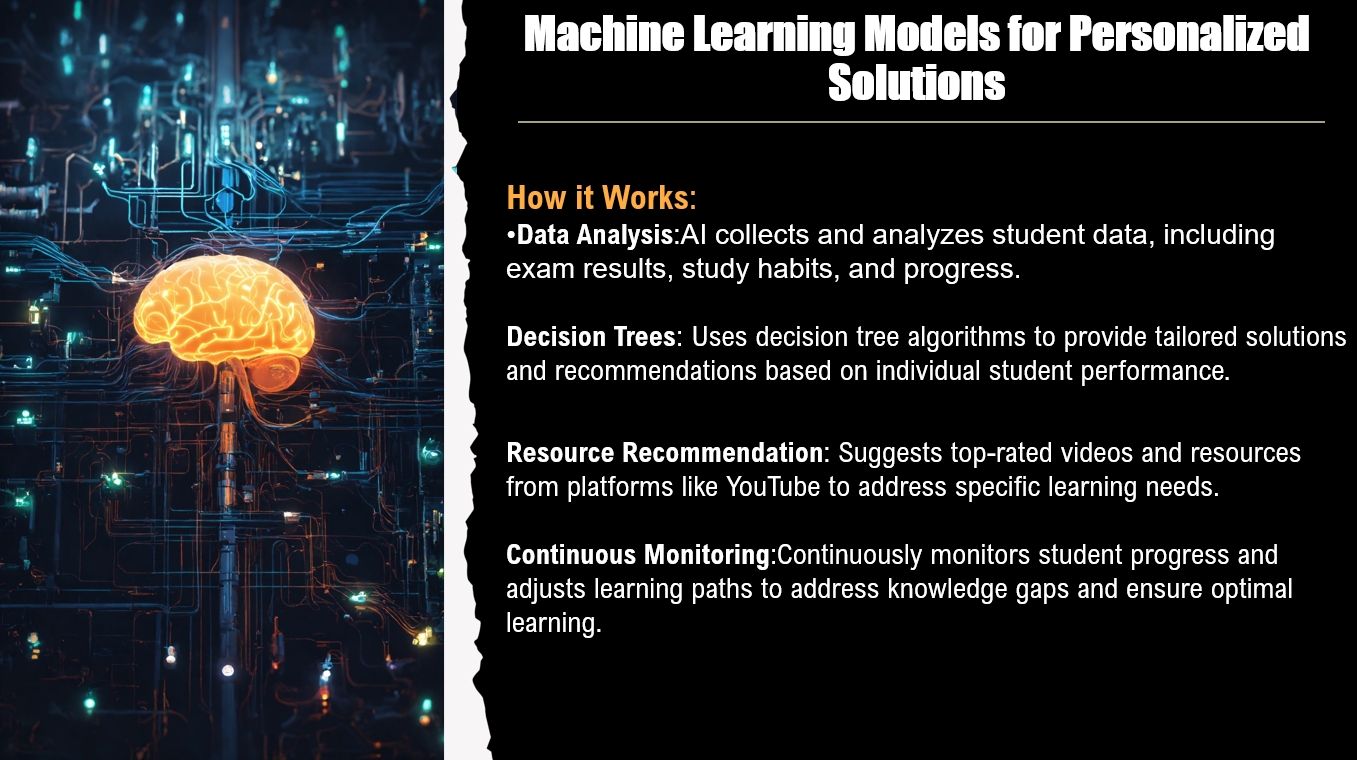 Machine Learning Models for Personalized
Solutions
How it Works:
•Data Analysis:AI collects and analyzes student data, including
exam results, study habits, and progress.
Decision Trees: Uses decision tree algorithms to provide tailored solutions
and recommendations based on individual student performance.
Resource Recommendation: Suggests top-rated videos and resources
from platforms like YouTube to address specific learning needs.
Continuous Monitoring:Continuously monitors student progress and
adjusts learning paths to address knowledge gaps and ensure optimal
learning.